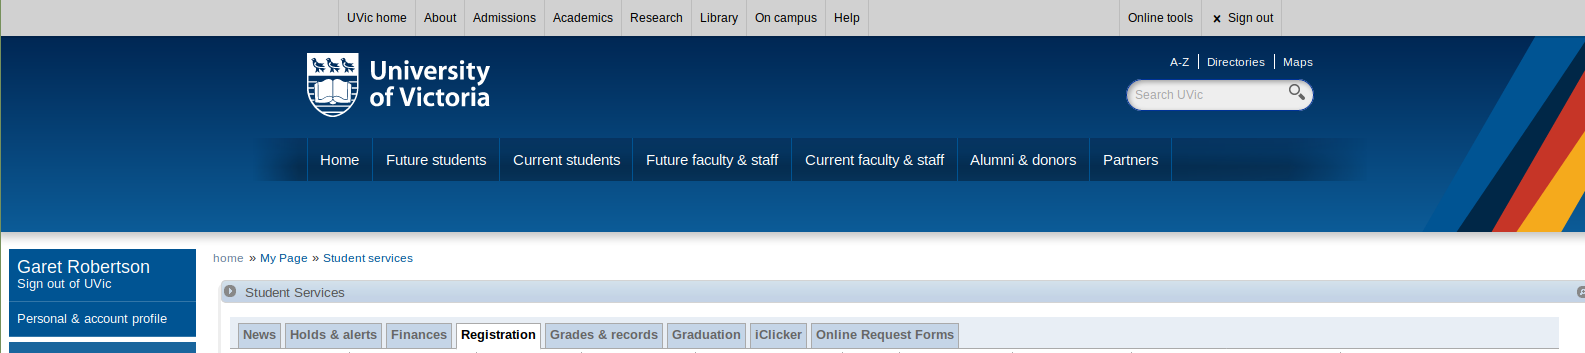 UVic home About Admissions Academics Research Library On campus Help Online tools x Sign out
University
of Victoria
A-Z Directories Maps
Search UVic
Home Future students Current students Future faculty & staff Current faculty & staff Alumni & donors Partners
Garet Robertson
Sign out of UVic
Personal & account profile
home » My Page » Student services
Student Services
News Holds & alerts Finances Registration Grades & records Graduation iClicker Online Request Forms